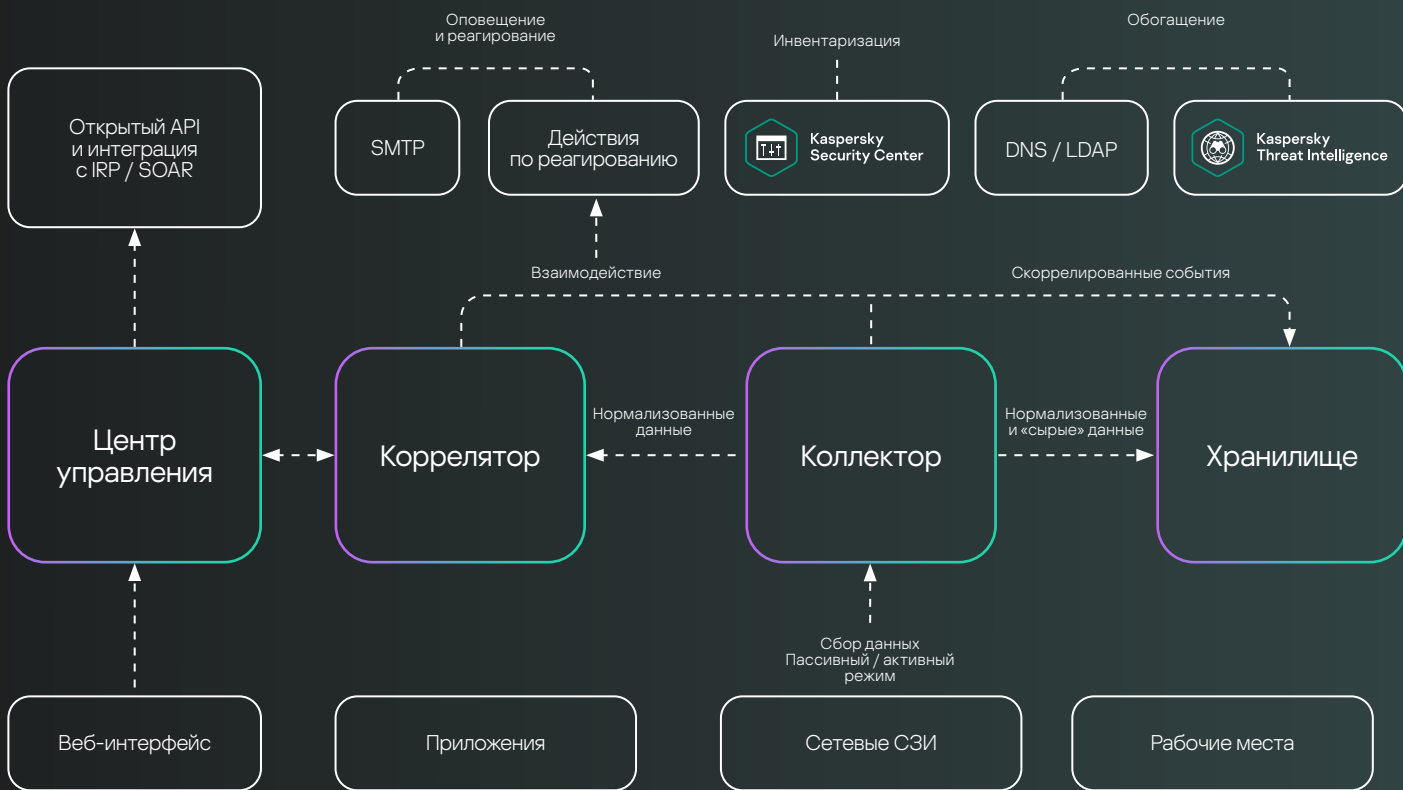 Оповещение
и реагирование
Инвентаризация
Обогащение
Открытый API
и интеграция
с IRP / SOAR
SMTP
Действия
по реагированию
Kaspersky
Security Center
DNS / LDAP
Kaspersky
Threat Intelligence
Взаимодействие
Скоррелированные события
Центр
управления
Коррелятор
Нормализованные
данные
Коллектор
Нормализованные
и «сырые» данные
Хранилище
Сбор данных
Пассивный / активный
режим
Веб-интерфейс
Приложения
Сетевые СЗИ
Рабочие места